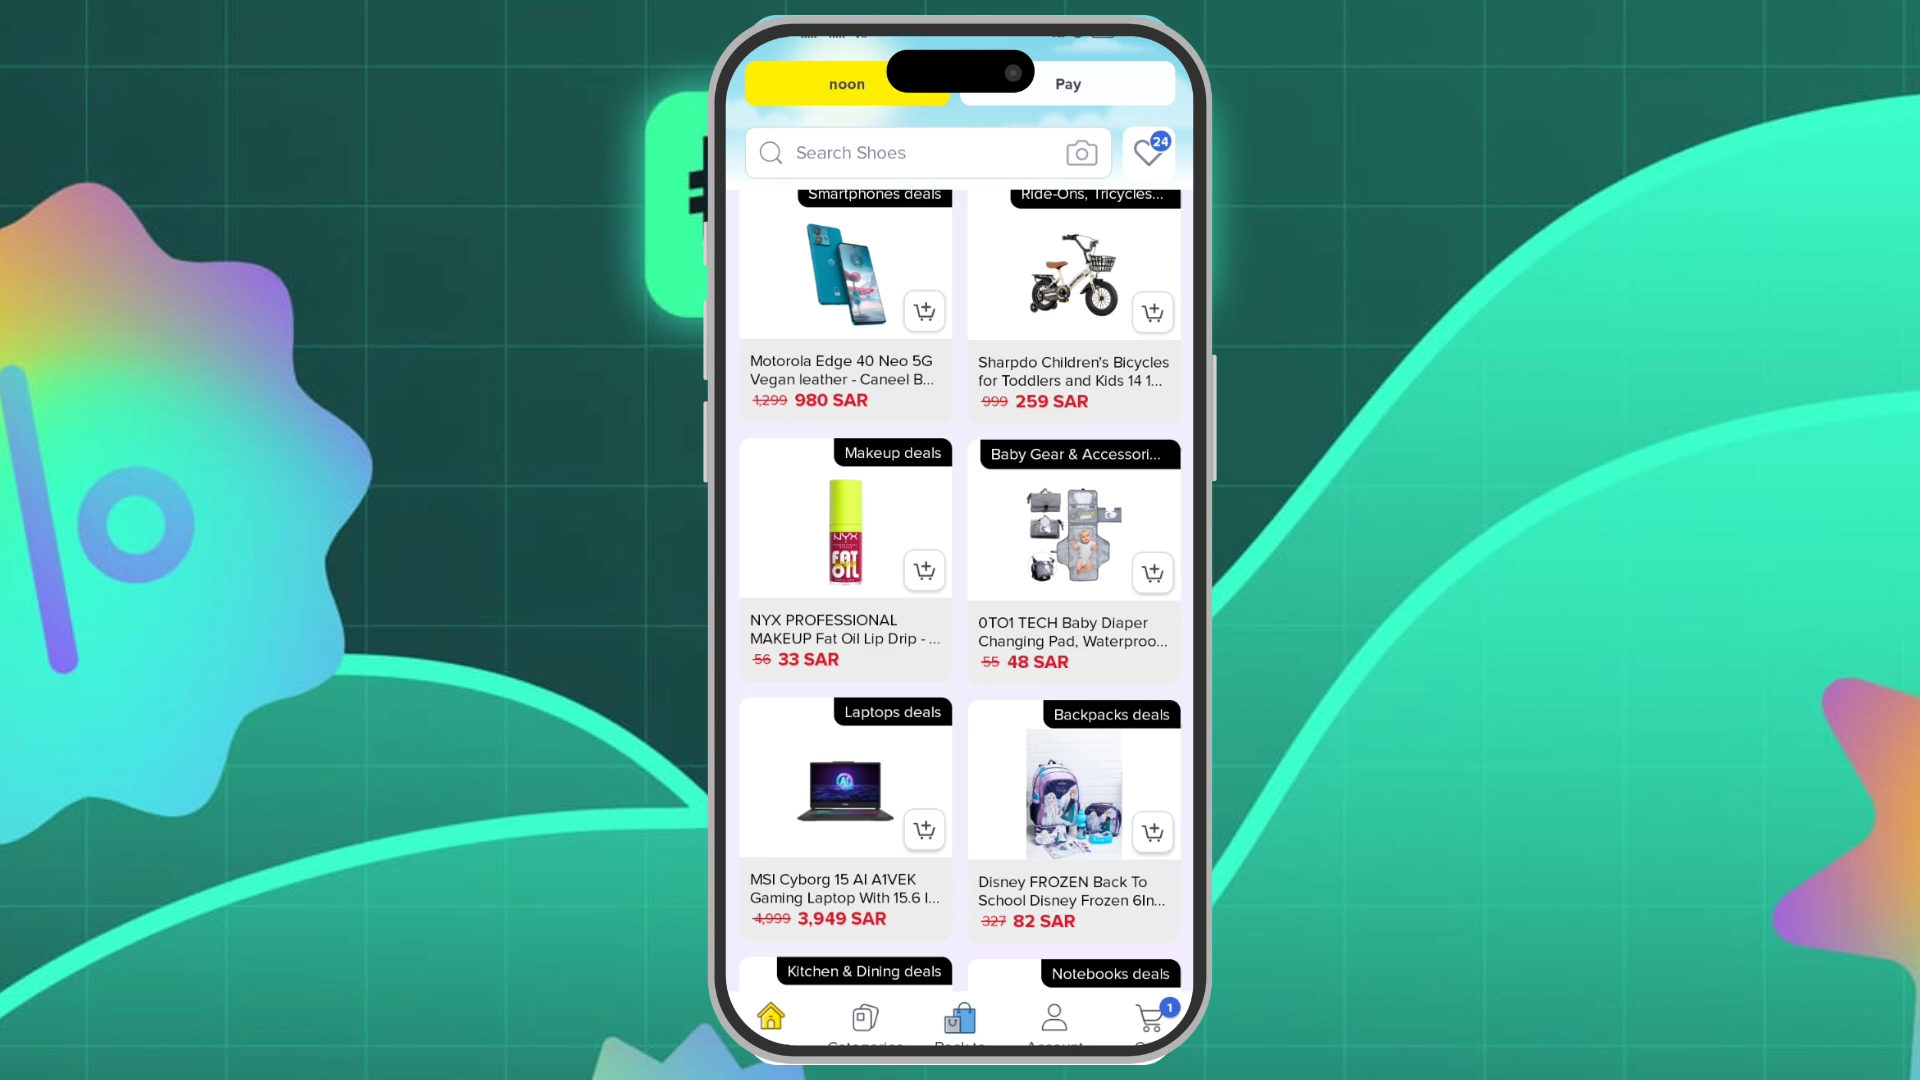 noon
Pay
Search Shoes
24
Smartphones deals
Ride-Ons, Tricycles...
Motorola Edge 40 Neo 5G
Vegan leather - Caneel B...
1,299 980 SAR
Sharpdo Children's Bicycles
for Toddlers and Kids 14 1...
999 259 SAR
Makeup deals
Baby Gear & Accessori...
NYX
FAT
OIL
NYX PROFESSIONAL
MAKEUP Fat Oil Lip Drip - ...
56 33 SAR
0TO1 TECH Baby Diaper
Changing Pad, Waterproo...
55 48 SAR
Laptops deals
Backpacks deals
AI
MSI Cyborg 15 AI A1VEK
Gaming Laptop With 15.6 I...
4,999 3,949 SAR
Disney FROZEN Back To
School Disney Frozen 6In...
327 82 SAR
Kitchen & Dining deals
Notebooks deals
1